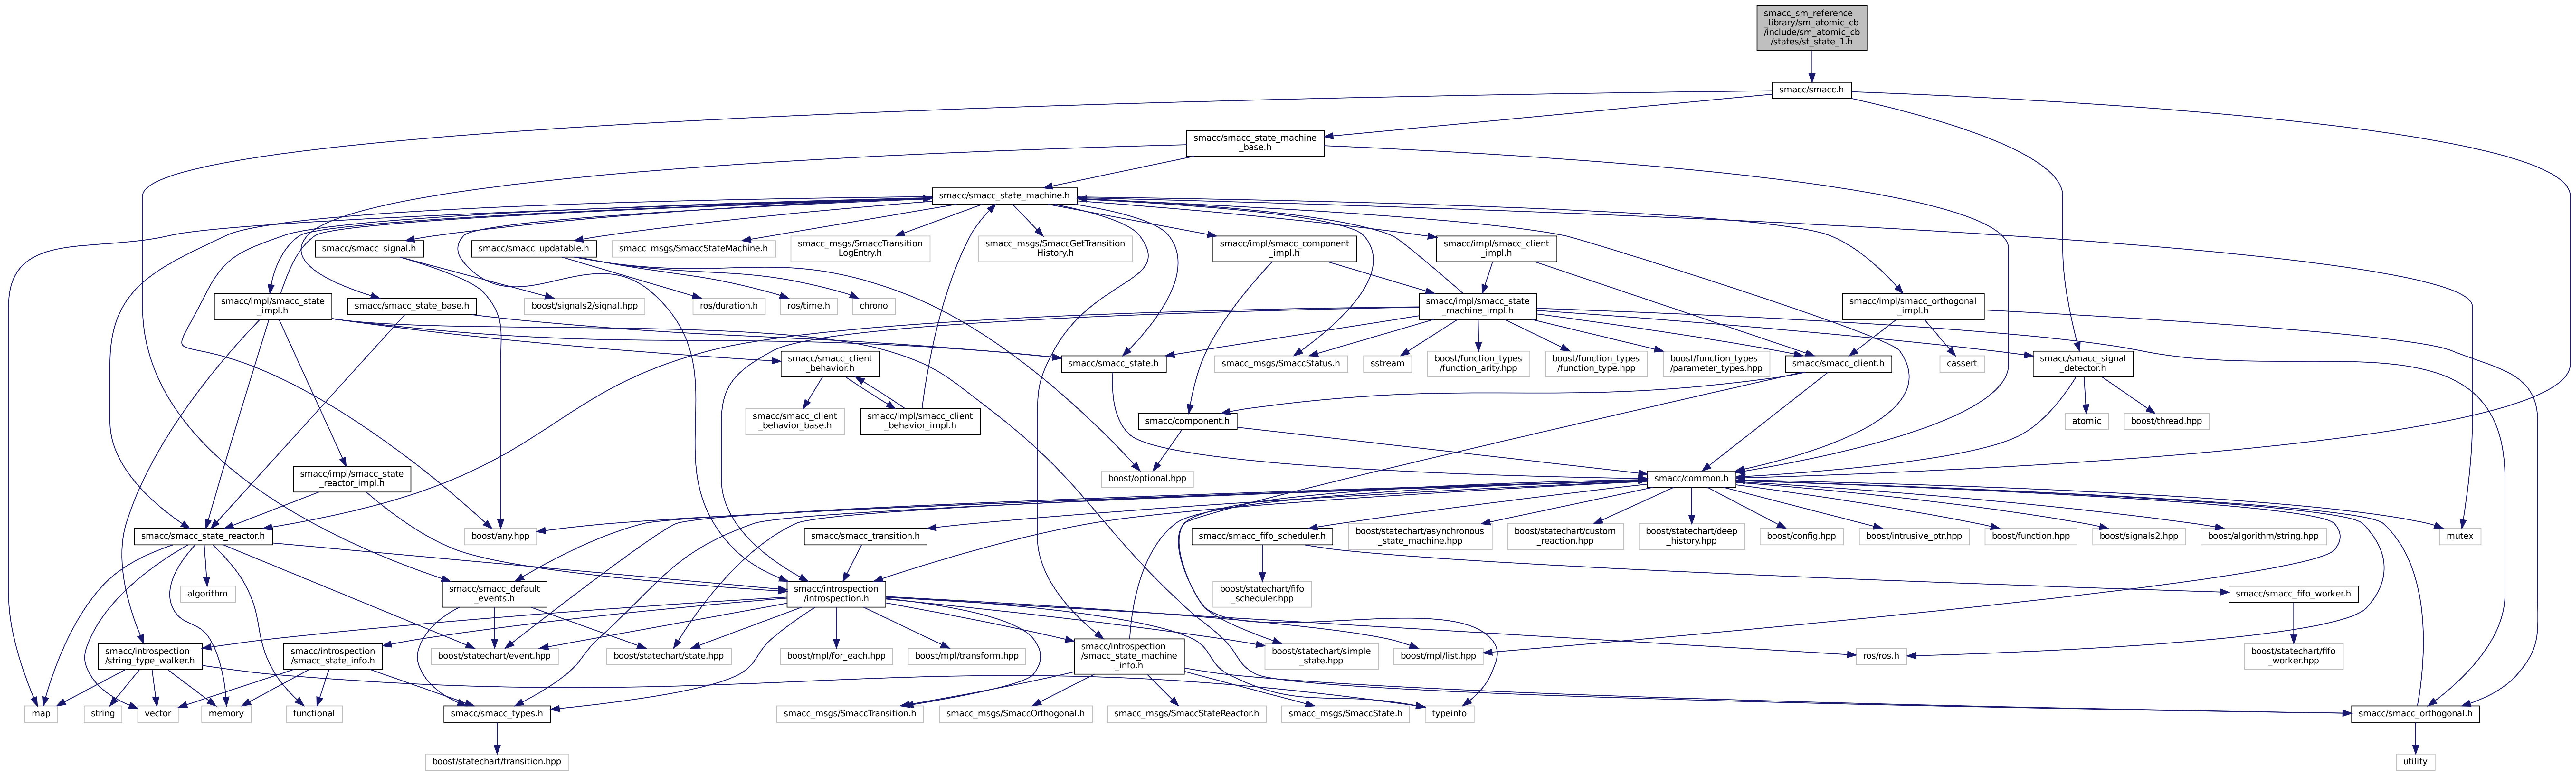 smacc_sm_reference
_library/sm_atomic_cb
/include/sm_atomic_cb
/states/st_state_1.h
smacc/smacc.h
smacc/smacc_state_machine
_base.h
smacc/smacc_state_machine.h
smacc/smacc_signal.h
smacc/smacc_updatable.h
smacc_msgs/SmaccStateMachine.h
smacc_msgs/SmaccTransition
LogEntry.h
smacc_msgs/SmaccGetTransition
History.h
smacc/impl/smacc_component
_impl.h
smacc/impl/smacc_client
_impl.h
smacc/impl/smacc_state
_impl.h
smacc/smacc_state_base.h
boost/signals2/signal.hpp
ros/duration.h
ros/time.h
chrono
smacc/impl/smacc_state
_machine_impl.h
smacc/impl/smacc_orthogonal
_impl.h
smacc/smacc_client
_behavior.h
smacc/smacc_state.h
smacc_msgs/SmaccStatus.h
sstream
boost/function_types
/function_arity.hpp
boost/function_types
/function_type.hpp
boost/function_types
/parameter_types.hpp
smacc/smacc_client.h
cassert
smacc/smacc_signal
_detector.h
smacc/smacc_client
_behavior_base.h
smacc/impl/smacc_client
_behavior_impl.h
smacc/component.h
atomic
boost/thread.hpp
smacc/impl/smacc_state
_reactor_impl.h
boost/optional.hpp
smacc/common.h
smacc/smacc_state_reactor.h
boost/any.hpp
smacc/smacc_transition.h
smacc/smacc_fifo_scheduler.h
boost/statechart/asynchronous
_state_machine.hpp
boost/statechart/custom
_reaction.hpp
boost/statechart/deep
_history.hpp
boost/config.hpp
boost/intrusive_ptr.hpp
boost/function.hpp
boost/signals2.hpp
boost/algorithm/string.hpp
mutex
algorithm
smacc/smacc_default
_events.h
smacc/introspection
/introspection.h
boost/statechart/fifo
_scheduler.hpp
smacc/smacc_fifo_worker.h
smacc/introspection
/string_type_walker.h
smacc/introspection
/smacc_state_info.h
boost/statechart/event.hpp
boost/statechart/state.hpp
boost/mpl/for_each.hpp
boost/mpl/transform.hpp
smacc/introspection
/smacc_state_machine
_info.h
boost/statechart/simple
_state.hpp
boost/mpl/list.hpp
ros/ros.h
boost/statechart/fifo
_worker.hpp
map
string
vector
memory
functional
smacc/smacc_types.h
smacc_msgs/SmaccTransition.h
smacc_msgs/SmaccOrthogonal.h
smacc_msgs/SmaccStateReactor.h
smacc_msgs/SmaccState.h
typeinfo
smacc/smacc_orthogonal.h
boost/statechart/transition.hpp
utility